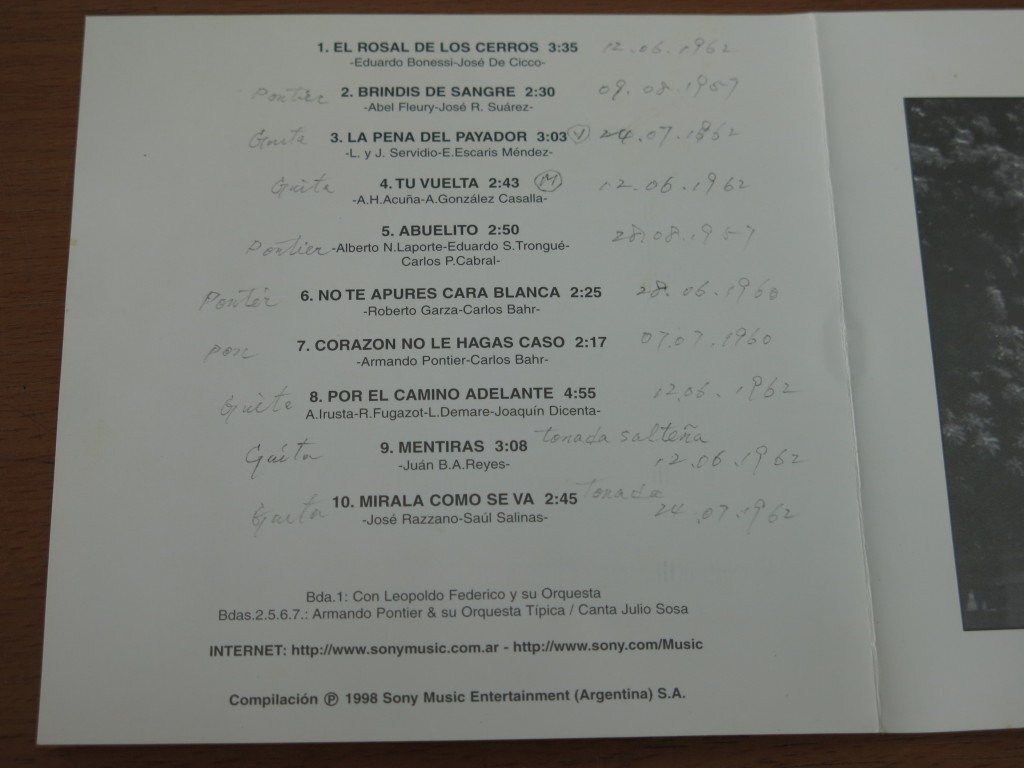 1. EL ROSAL DE LOS CERROS 3:35 12.06.1962
-Eduardo Bonessi-José De Cicco-
Pontier 2. BRINDIS DE SANGRE 2:30 09.08.1957
-Abel Fleury-José R. Suárez-
Guita 3. LA PENA DEL PAYADOR 3:03 V 24.07.1962
-L. y J. Servidio-E.Escaris Méndez-
Guita 4. TU VUELTA 2:43 M 12.06.1962
-A.H.Acuña-A.González Casalla-
5. ABUELITO 2:50 28.08.1957
Pontier -Alberto N.Laporte-Eduardo S.Trongué-
Carlos P.Cabral-
Pontier 6. NO TE APURES CARA BLANCA 2:25 28.06.1960
-Roberto Garza-Carlos Bahr-
pon 7. CORAZON NO LE HAGAS CASO 2:17 07.07.1960
-Armando Pontier-Carlos Bahr-
Guita 8. POR EL CAMINO ADELANTE 4:55 12.06.1962
A.Irusta-R.Fugazot-L.Demare-Joaquín Dicenta-
Guita 9. MENTIRAS 3:08 tonada salteña
-Juán B.A.Reyes- 12.06.1962
Guita 10. MIRALA COMO SE VA 2:45 tonada
-José Razzano-Saúl Salinas- 24.07.1962
Bda.1: Con Leopoldo Federico y su Orquesta
Bdas.2.5.6.7.: Armando Pontier & su Orquesta Típica / Canta Julio Sosa
INTERNET: http://www.sonymusic.com.ar - http://www.sony.com/Music
Compilación ℗ 1998 Sony Music Entertainment (Argentina) S.A.